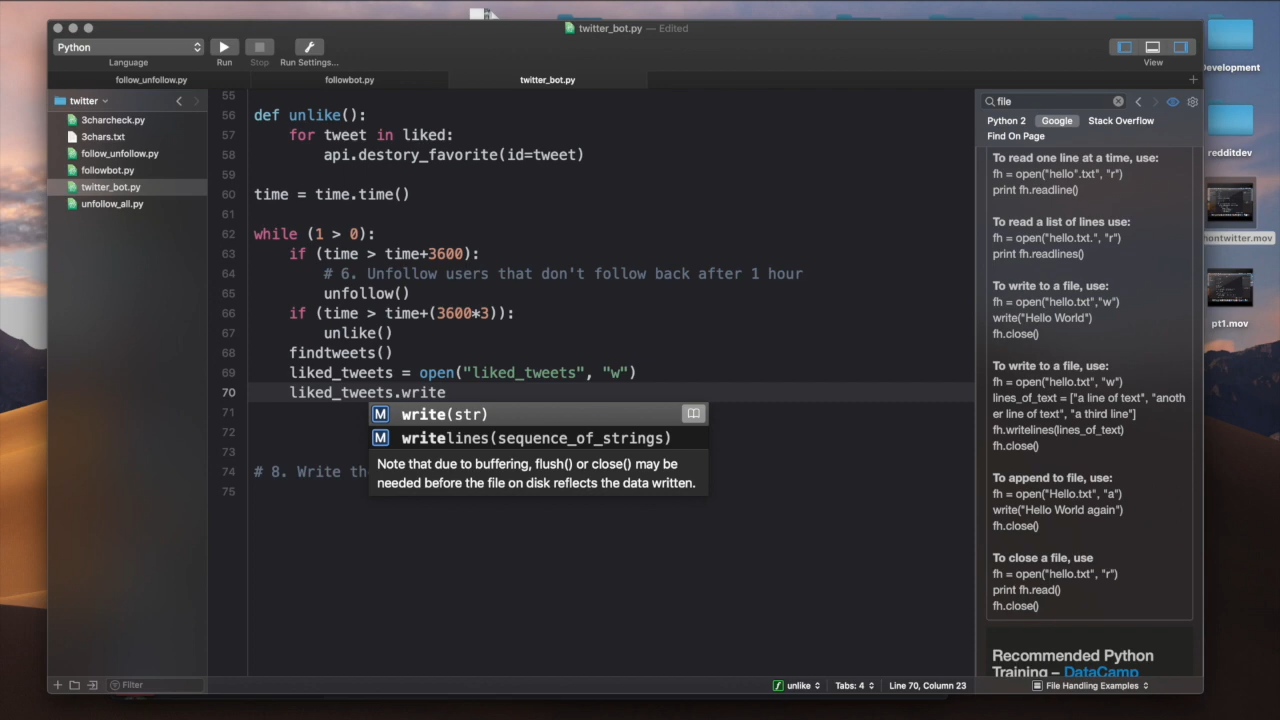 twitter_bot.py — Edited
Python
Language
Run
Stop
Run Settings...
View
follow_unfollow.py
followbot.py
twitter_bot.py
twitter
3charcheck.py
3chars.txt
follow_unfollow.py
followbot.py
twitter_bot.py
unfollow_all.py
Filter
55
56 def unlike():
57 for tweet in liked:
58 api.destory_favorite(id=tweet)
59
60 time = time.time()
61
62 while (1 > 0):
63 if (time > time+3600):
64 # 6. Unfollow users that don't follow back after 1 hour
65 unfollow()
66 if (time > time+(3600*3)):
67 unlike()
68 findtweets()
69 liked_tweets = open("liked_tweets", "w")
70 liked_tweets.write
71
72
73
74 # 8. Write th
75
M write(str)
M writelines(sequence_of_strings)
Note that due to buffering, flush() or close() may be
needed before the file on disk reflects the data written.
unlike
Tabs: 4
Line 70, Column 23
file
Python 2
Google
Stack Overflow
Find On Page
To read one line at a time, use:
fh = open("hello".txt", "r")
print fh.readline()
To read a list of lines use:
fh = open("hello.txt.", "r")
print fh.readlines()
To write to a file, use:
fh = open("hello.txt","w")
write("Hello World")
fh.close()
To write to a file, use:
fh = open("hello.txt", "w")
lines_of_text = ["a line of text", "anoth
er line of text", "a third line"]
fh.writelines(lines_of_text)
fh.close()
To append to file, use:
fh = open("Hello.txt", "a")
write("Hello World again")
fh.close()
To close a file, use
fh = open("hello.txt", "r")
print fh.read()
fh.close()
Recommended Python
Training – DataCamp
File Handling Examples
Development
redditdev
hontwitter.mov
pt1.mov